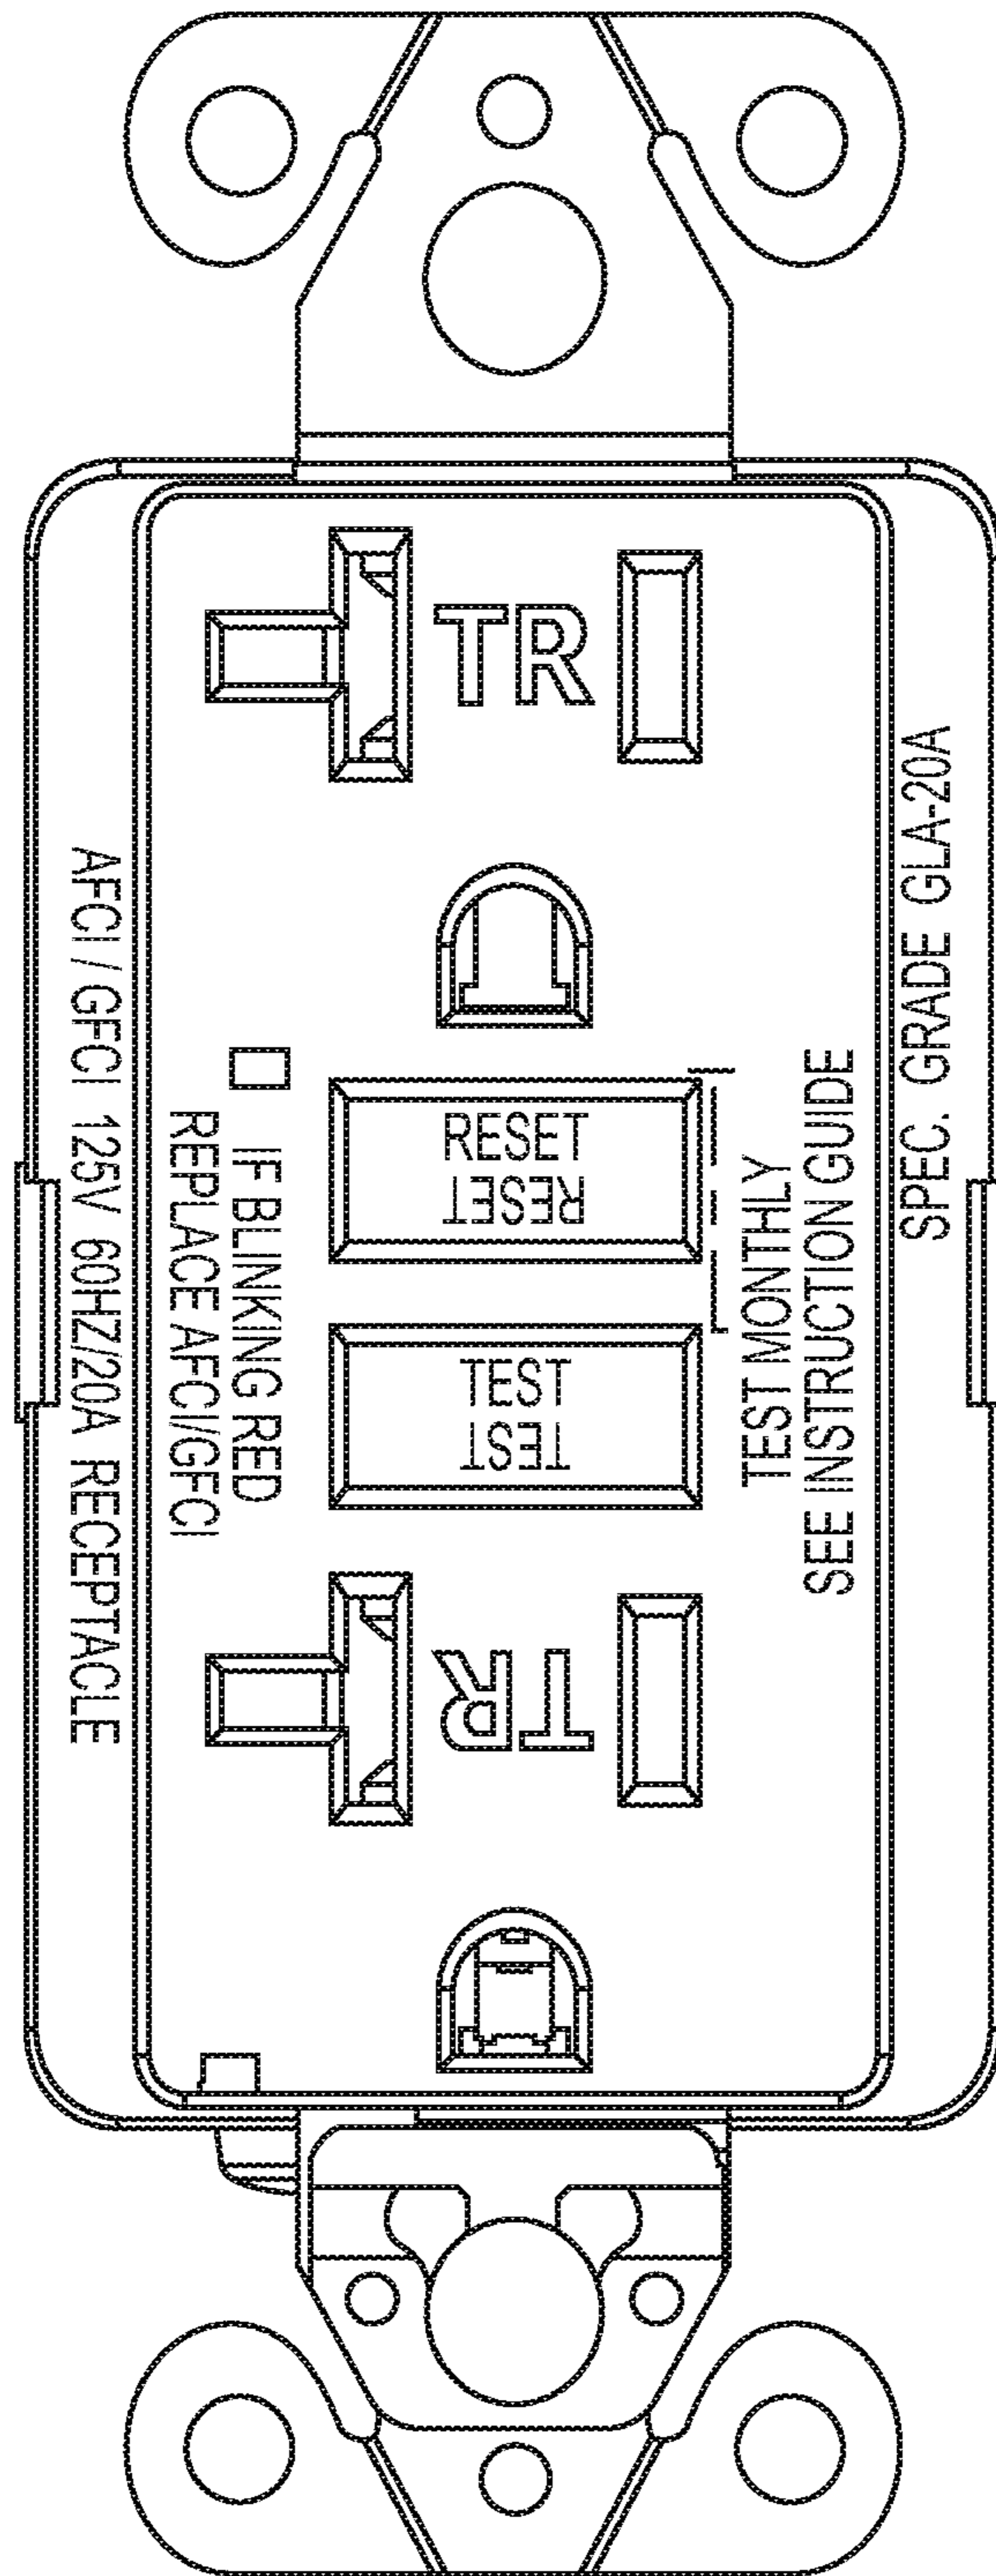 TR
SPEC. GRADE GLA-20A
AFCI / GFCI 125V 60HZ/20A RECEPTACLE
IF BLINKING RED
REPLACE AFCI/GFCI
RESET
RESET
TEST MONTHLY
SEE INSTRUCTION GUIDE
TEST
TEST
TR